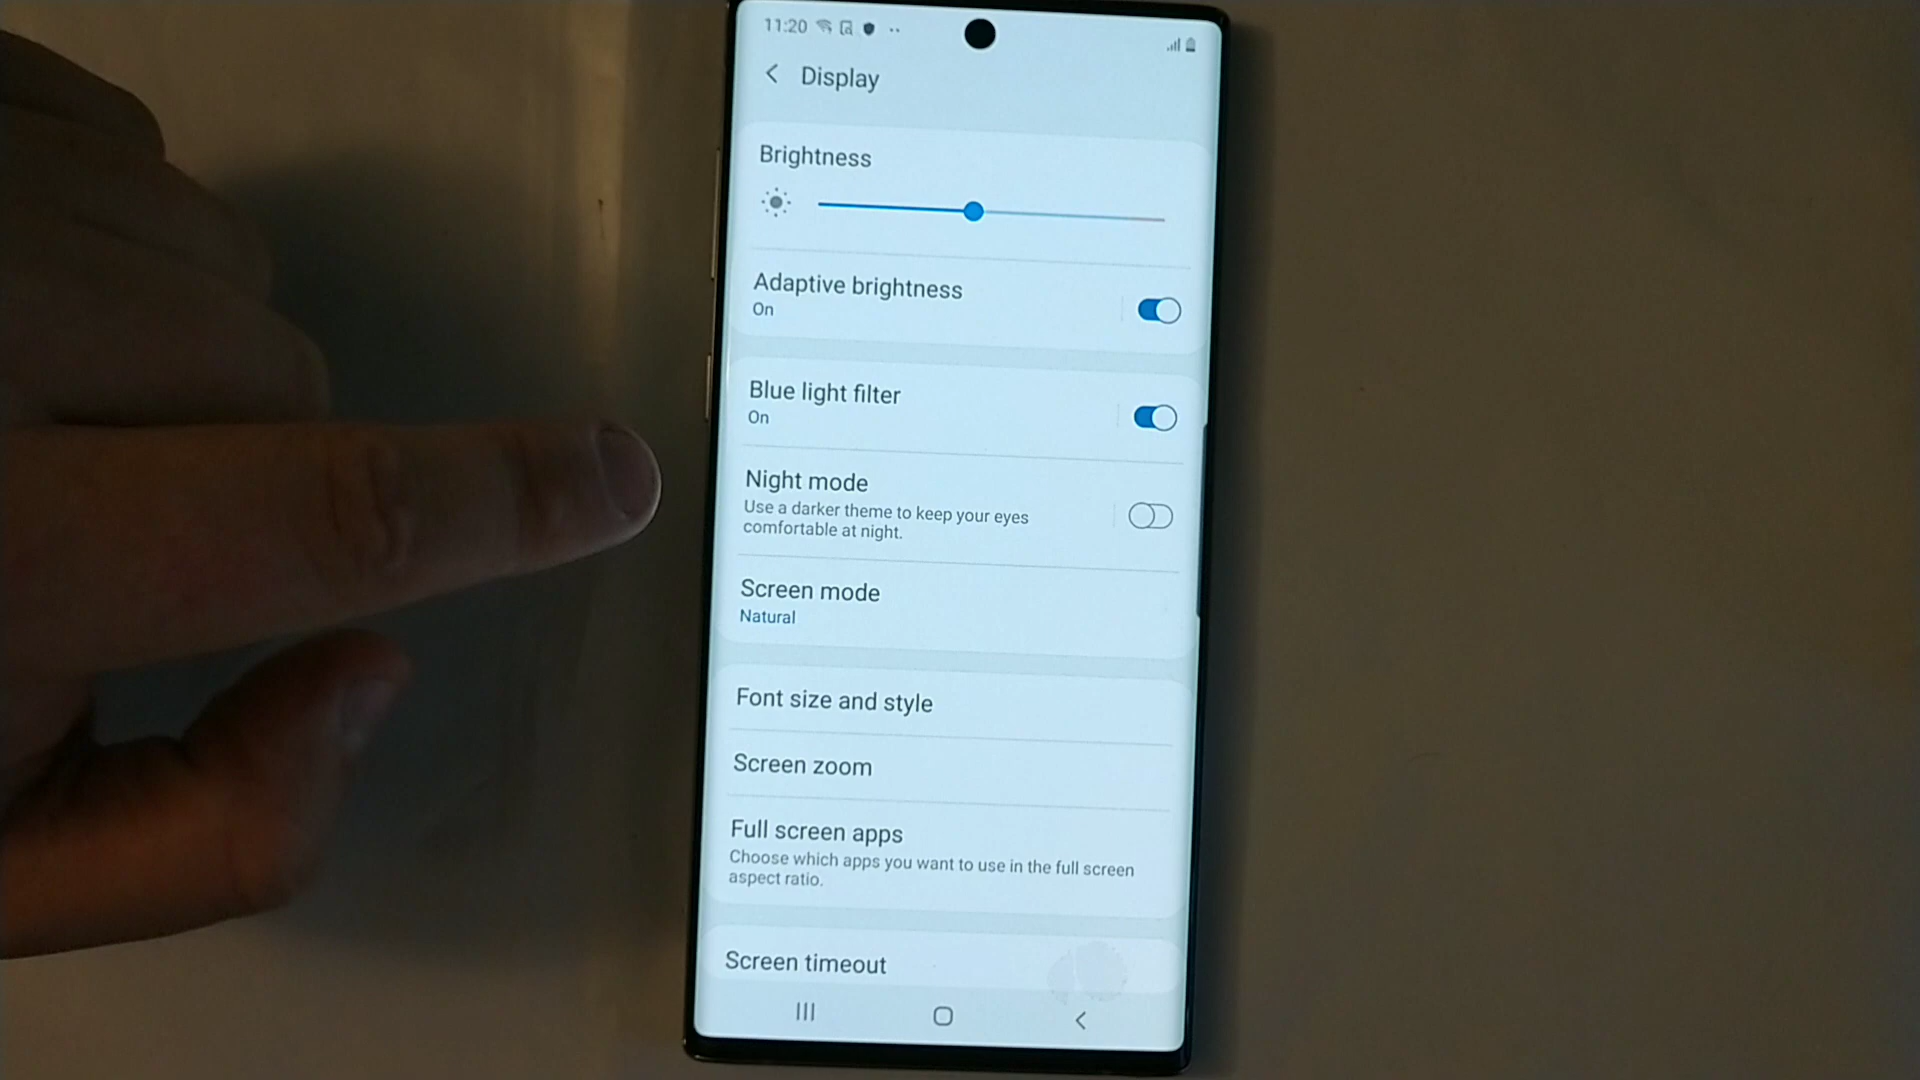 11:20
Display
Brightness
Adaptive brightness
On
Blue light filter
On
Night mode
Use a darker theme to keep your eyes
comfortable at night.
Screen mode
Natural
Font size and style
Screen zoom
Full screen apps
Choose which apps you want to use in the full screen
aspect ratio.
Screen timeout